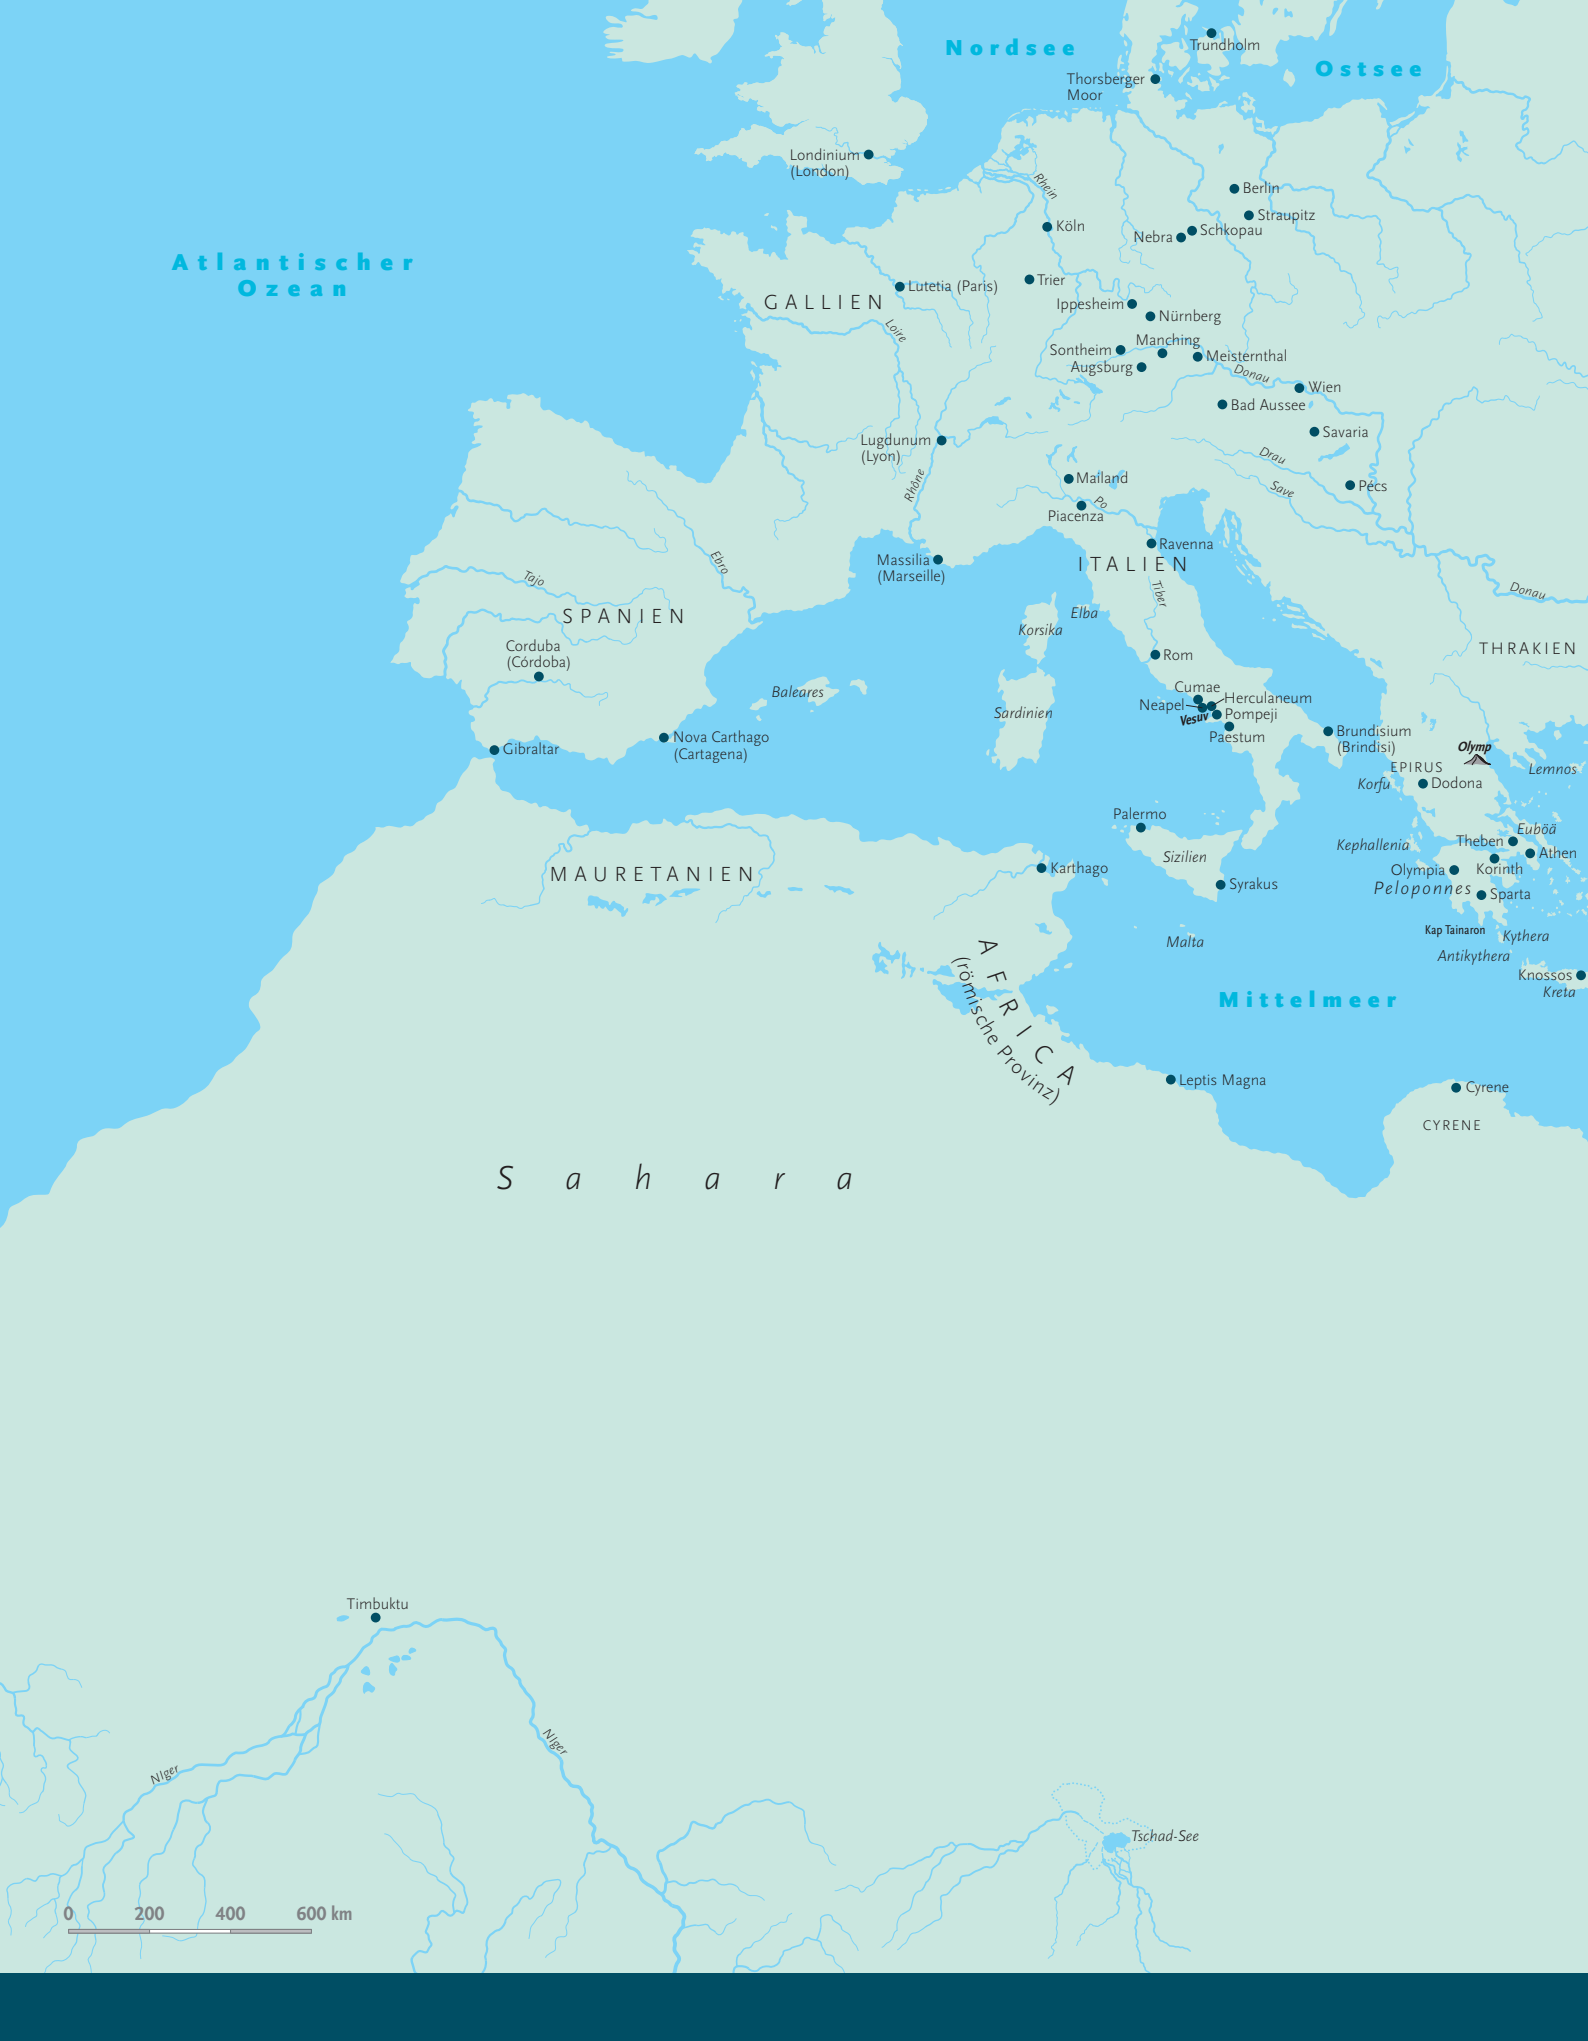 Nordsee
Trundholm
Ostsee
Thorsberger
Moor
Londinium
(London)
Rhein
Berlin
Straupitz
Köln
Schkopau
Nebra
Atlantischer
Ozean
Trier
Lutetia (Paris)
GALLIEN
Ippesheim
Nürnberg
Loire
Manching
Sontheim
Meisternthal
Augsburg
Donau
Wien
Bad Aussee
Savaria
Lugdunum
(Lyon)
Drau
Rhône
Mailand
Save
Pécs
Po
Piacenza
Ravenna
Massilia
(Marseille)
Ebro
ITALIEN
Tajo
Tiber
Donau
SPANIEN
Elba
Korsika
Corduba
(Córdoba)
THRAKIEN
Rom
Baleares
Cumae
Herculaneum
Neapel
Sardinien
Vesuv
Pompeji
Paestum
Nova Carthago
(Cartagena)
Gibraltar
Brundisium
(Brindisi)
Olymp
EPIRUS
Lemnos
Korfu
Dodona
Palermo
Euböä
Theben
Kephallenia
Athen
Sizilien
Karthago
Korinth
Olympia
MAURETANIEN
Syrakus
Peloponnes
Sparta
Kap Tainaron
Kythera
Malta
Antikythera
AFRICA
(römische Provinz)
Knossos
Kreta
Mittelmeer
Leptis Magna
Cyrene
CYRENE
Sahara
Timbuktu
NIger
NIger
Tschad-See
0 200 400 600 km